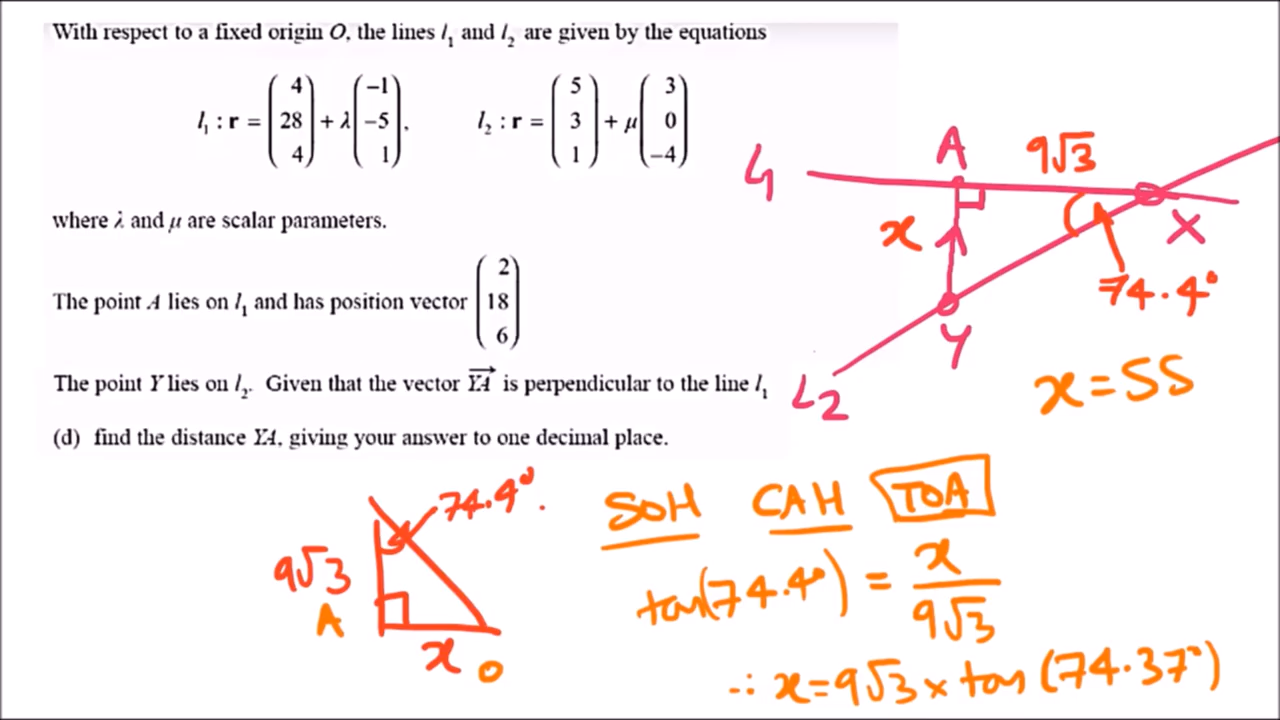 With respect to a fixed origin O, the lines l₁ and l₂ are given by the equations
l₁ : r = (4 28 4) + λ (−1 −5 1), l₂ : r = (5 3 1) + μ (3 0 −4)
where λ and μ are scalar parameters.
The point A lies on l₁ and has position vector (2 18 6)
The point Y lies on l₂. Given that the vector YA is perpendicular to the line l₁
(d) find the distance YA, giving your answer to one decimal place.
A
9√3
L1
x
X
74.4°
Y
L2
x=55
74.4°.
9√3
A
x
O
SOH CAH TOA
tan(74.4°) = x/9√3
∴ x=9√3 × tan (74.37°)